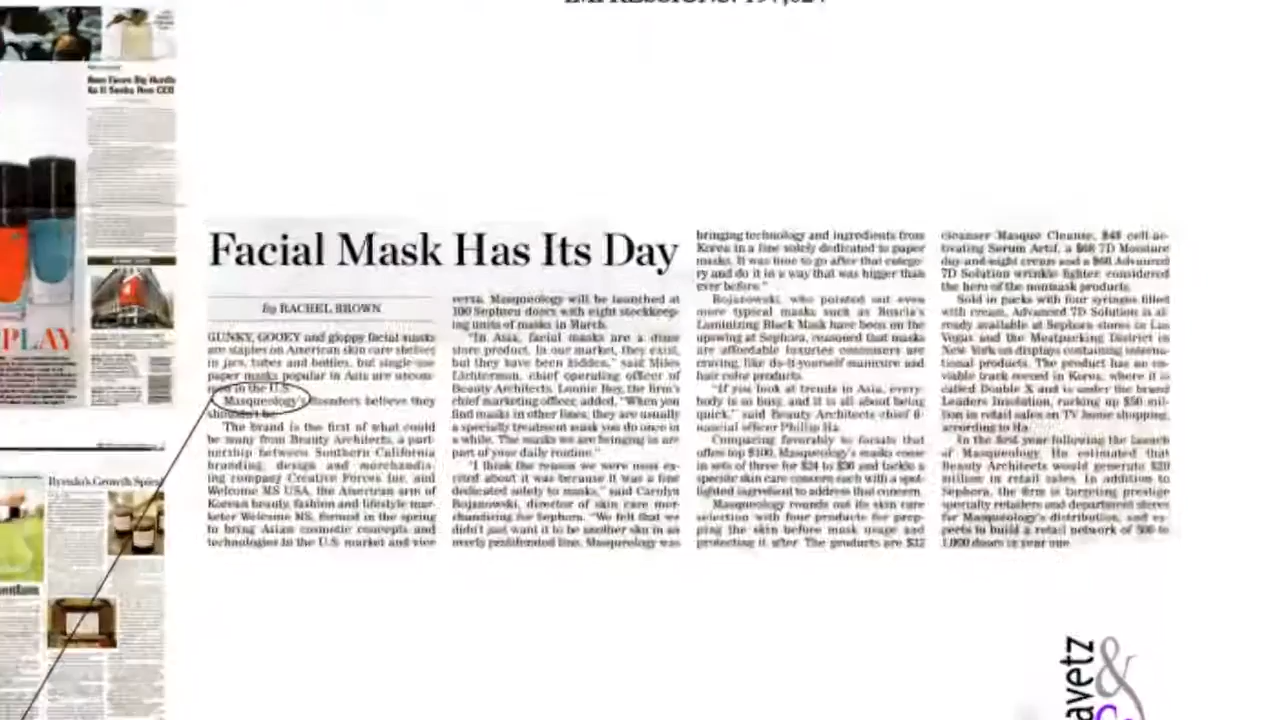 Facial Mask Has Its Day
By RACHEL BROWN
GUNKY, GOOEY and gloppy facial masks
are staples on American skin care shelves
in jars, tubes and bottles, but single-use
paper masks popular in Asia are uncom-
mon in the U.S.
Masqueology's founders believe they
shouldn't be.
The brand is the first of what could
be many from Beauty Architects, a part-
nership between Southern California
branding, design and merchandis-
ing company Creative Forces Inc. and
Welcome MS USA, the American arm of
Korean beauty, fashion and lifestyle mar-
keter Welcome MS, formed in the spring
to bring Asian cosmetic concepts and
technologies to the U.S. market and vice
versa. Masqueology will be launched at
100 Sephora doors with eight stockkeep-
ing units of masks in March.
"In Asia, facial masks are a drug-
store product. In our market, they exist,
but they have been hidden," said Miles
chief operating officer of
Beauty Architects. Lonnie the firm's
chief marketing officer, added, "When you
find masks in other lines, they are usually
a specialty treatment mask you do once in
a while. The masks we are bringing in are
part of your daily routine."
"I think the reason we were most ex-
cited about it was because it was a line
dedicated solely to masks," said Carolyn
Bojanowski, director of skin care mer-
chandising for Sephora. "We felt that we
didn't just want it to be another sku in an
overly proliferated line. Masqueology was
bringing technology and ingredients from
Korea in a line solely dedicated to paper
masks. It was time to go after that catego-
ry and do it in a way that was bigger than
ever before."
Bojanowski, who pointed out even
more typical masks such as Boscia's
Luminizing Black Mask have been on the
upswing at Sephora, reasoned that masks
are affordable luxuries consumers are
craving, like do-it-yourself manicure and
hair color products.
"If you look at trends in Asia, every-
body is so busy, and it is all about being
quick," said Beauty Architects chief fi-
nancial officer Phillip Ha.
Comparing favorably to facials that
often top $100, Masqueology's masks come
in sets of three for $24 to $36 and tackle a
specific skin care concern each with a spot-
lighted ingredient to address that concern.
Masqueology rounds out its skin care
selection with four products for prep-
ping the skin before mask usage and
protecting it after. The products are $32
cleanser Masque Cleanse, $48 cell-ac-
tivating Serum Actif, a $68 7D Moisture
day-and-night cream and a $68 Advanced
7D Solution wrinkle fighter considered
the hero of the nonmask products.
Sold in packs with four syringes filled
with cream, Advanced 7D Solution is al-
ready available at Sephora stores in Las
Vegas and the Meatpacking District in
New York on displays containing sensa-
tional products. The product has an en-
viable track record in Korea, where it is
called Double X and is under the brand
Leaders Insolution, racking up $50 mil-
lion in retail sales on TV home shopping,
according to Ha.
In the first year following the launch
of Masqueology, Ha estimated that
Beauty Architects would generate $20
million in retail sales. In addition to
Sephora, the firm is targeting prestige
specialty retailers and department stores
for Masqueology's distribution, and ex-
pects to build a retail network of 500 to
1,000 doors in year one.
PLAY
avetz
&